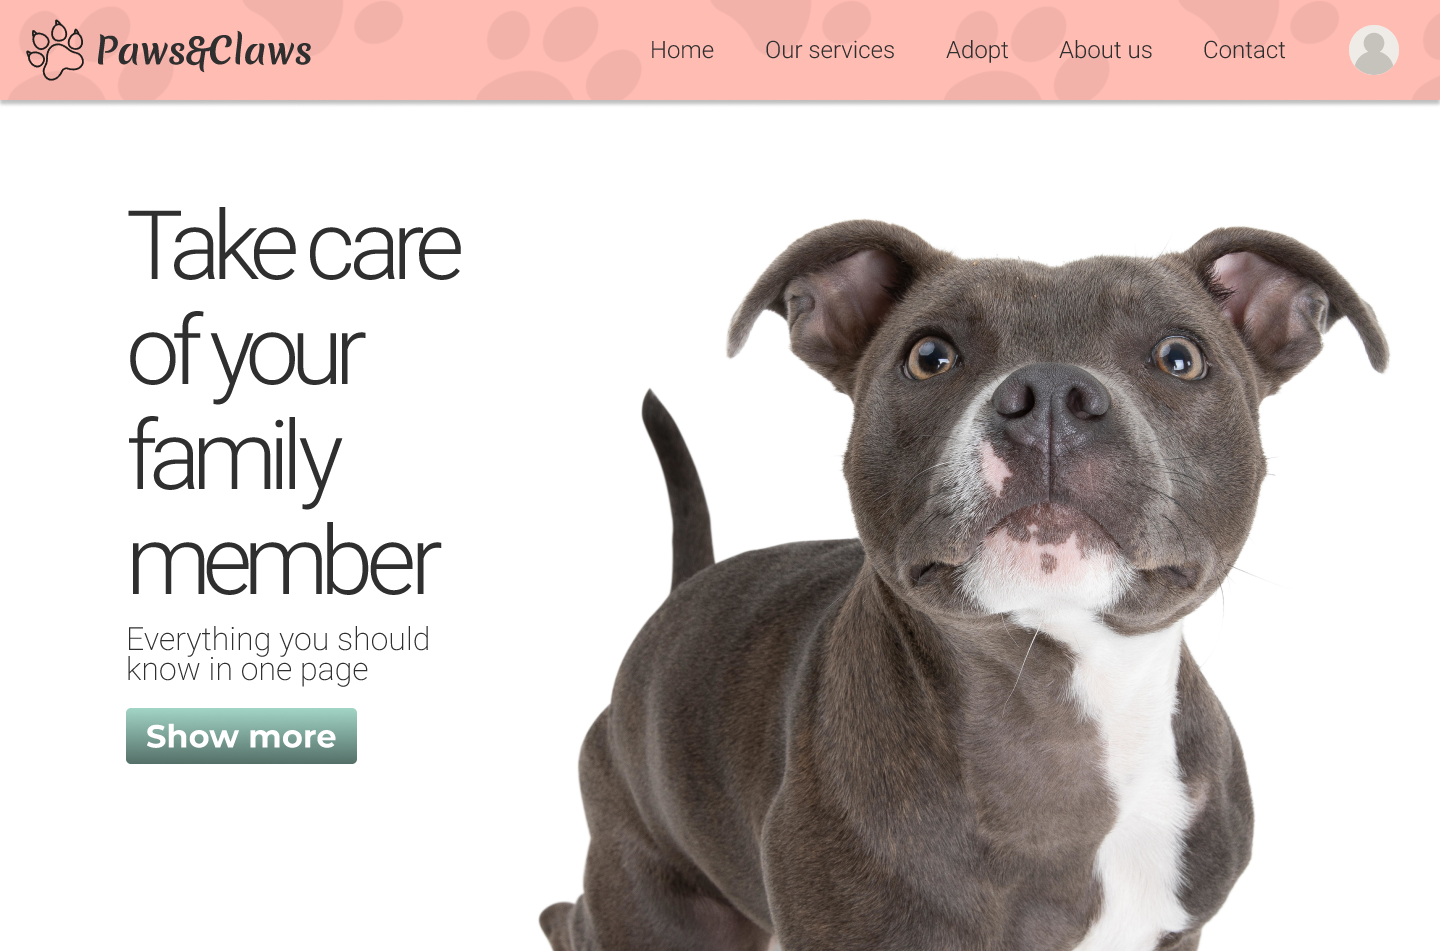 Paws&Claws
Home Our services Adopt About us Contact
Take care
of your
family
member
Everything you should
know in one page
Show more